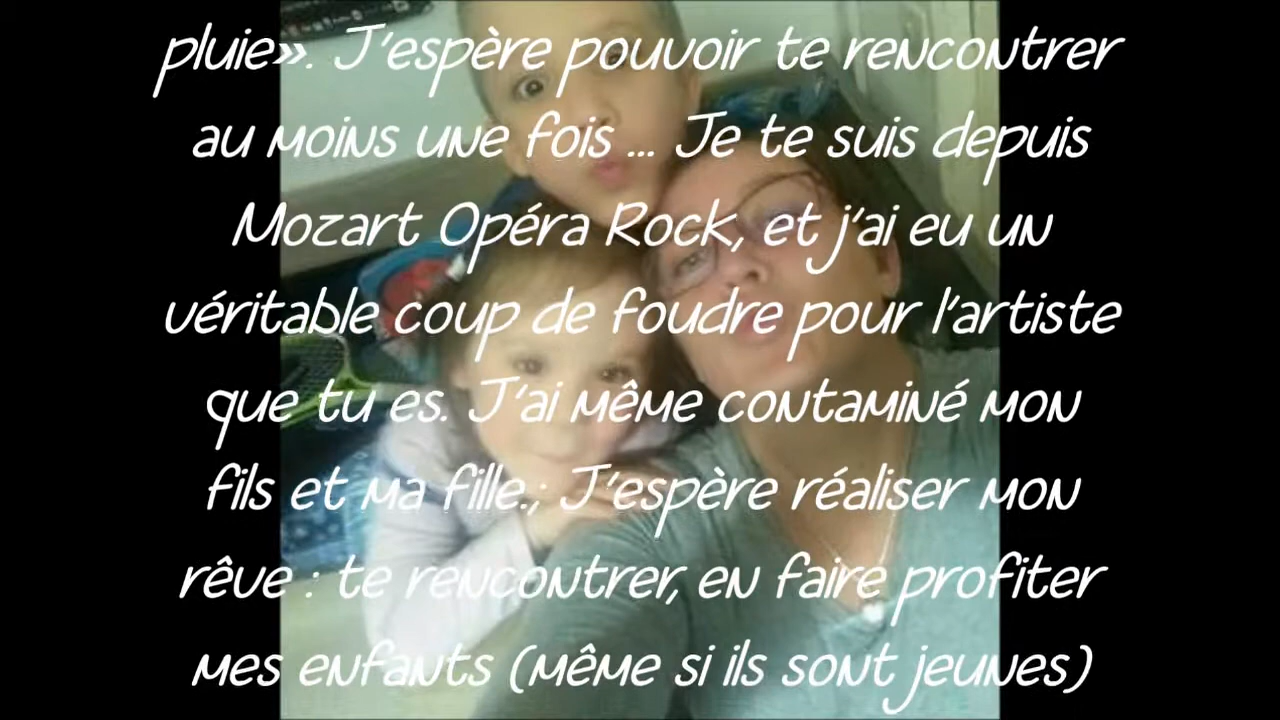 pluie». J'espère pouvoir te rencontrer
au moins une fois ... Je te suis depuis
Mozart Opéra Rock, et j'ai eu un
véritable coup de foudre pour l'artiste
que tu es. J'ai même contaminé mon
fils et ma fille.; J'espère réaliser mon
rêve : te rencontrer, en faire profiter
mes enfants (même si ils sont jeunes)